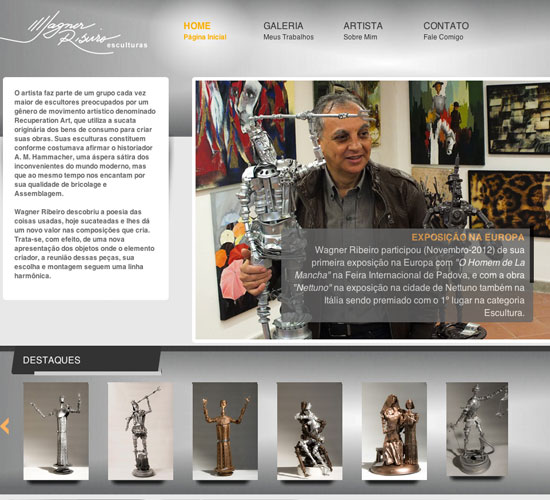 Wagner
Ribeiro
esculturas
HOME
Página Inicial
GALERIA
Meus Trabalhos
ARTISTA
Sobre Mim
CONTATO
Fale Comigo
O artista faz parte de um grupo cada vez
maior de escultores preocupados por um
gênero de movimento artístico denominado
Recuperation Art, que utiliza a sucata
originária dos bens de consumo para criar
suas obras. Suas esculturas constituem
conforme costumava afirmar o historiador
A. M. Hammacher, uma áspera sátira dos
inconvenientes do mundo moderno, mas
que ao mesmo tempo nos encantam por
sua qualidade de bricolage e
Assemblagem.
Wagner Ribeiro descobriu a poesia das
coisas usadas, hoje sucateadas e lhes dá
um novo valor nas composições que cria.
Trata-se, com efeito, de uma nova
apresentação dos objetos onde o elemento
criador, a reunião dessas peças, sua
escolha e montagem seguem uma linha
harmônica.
EXPOSIÇÃO NA EUROPA
Wagner Ribeiro participou (Novembro-2012) de sua
primeira exposição na Europa com "O Homem de La
Mancha" na Feira Internacional de Padova, e com a obra
"Nettuno" na exposição na cidade de Nettuno também na
Itália sendo premiado com o 1º lugar na categoria
Escultura.
DESTAQUES